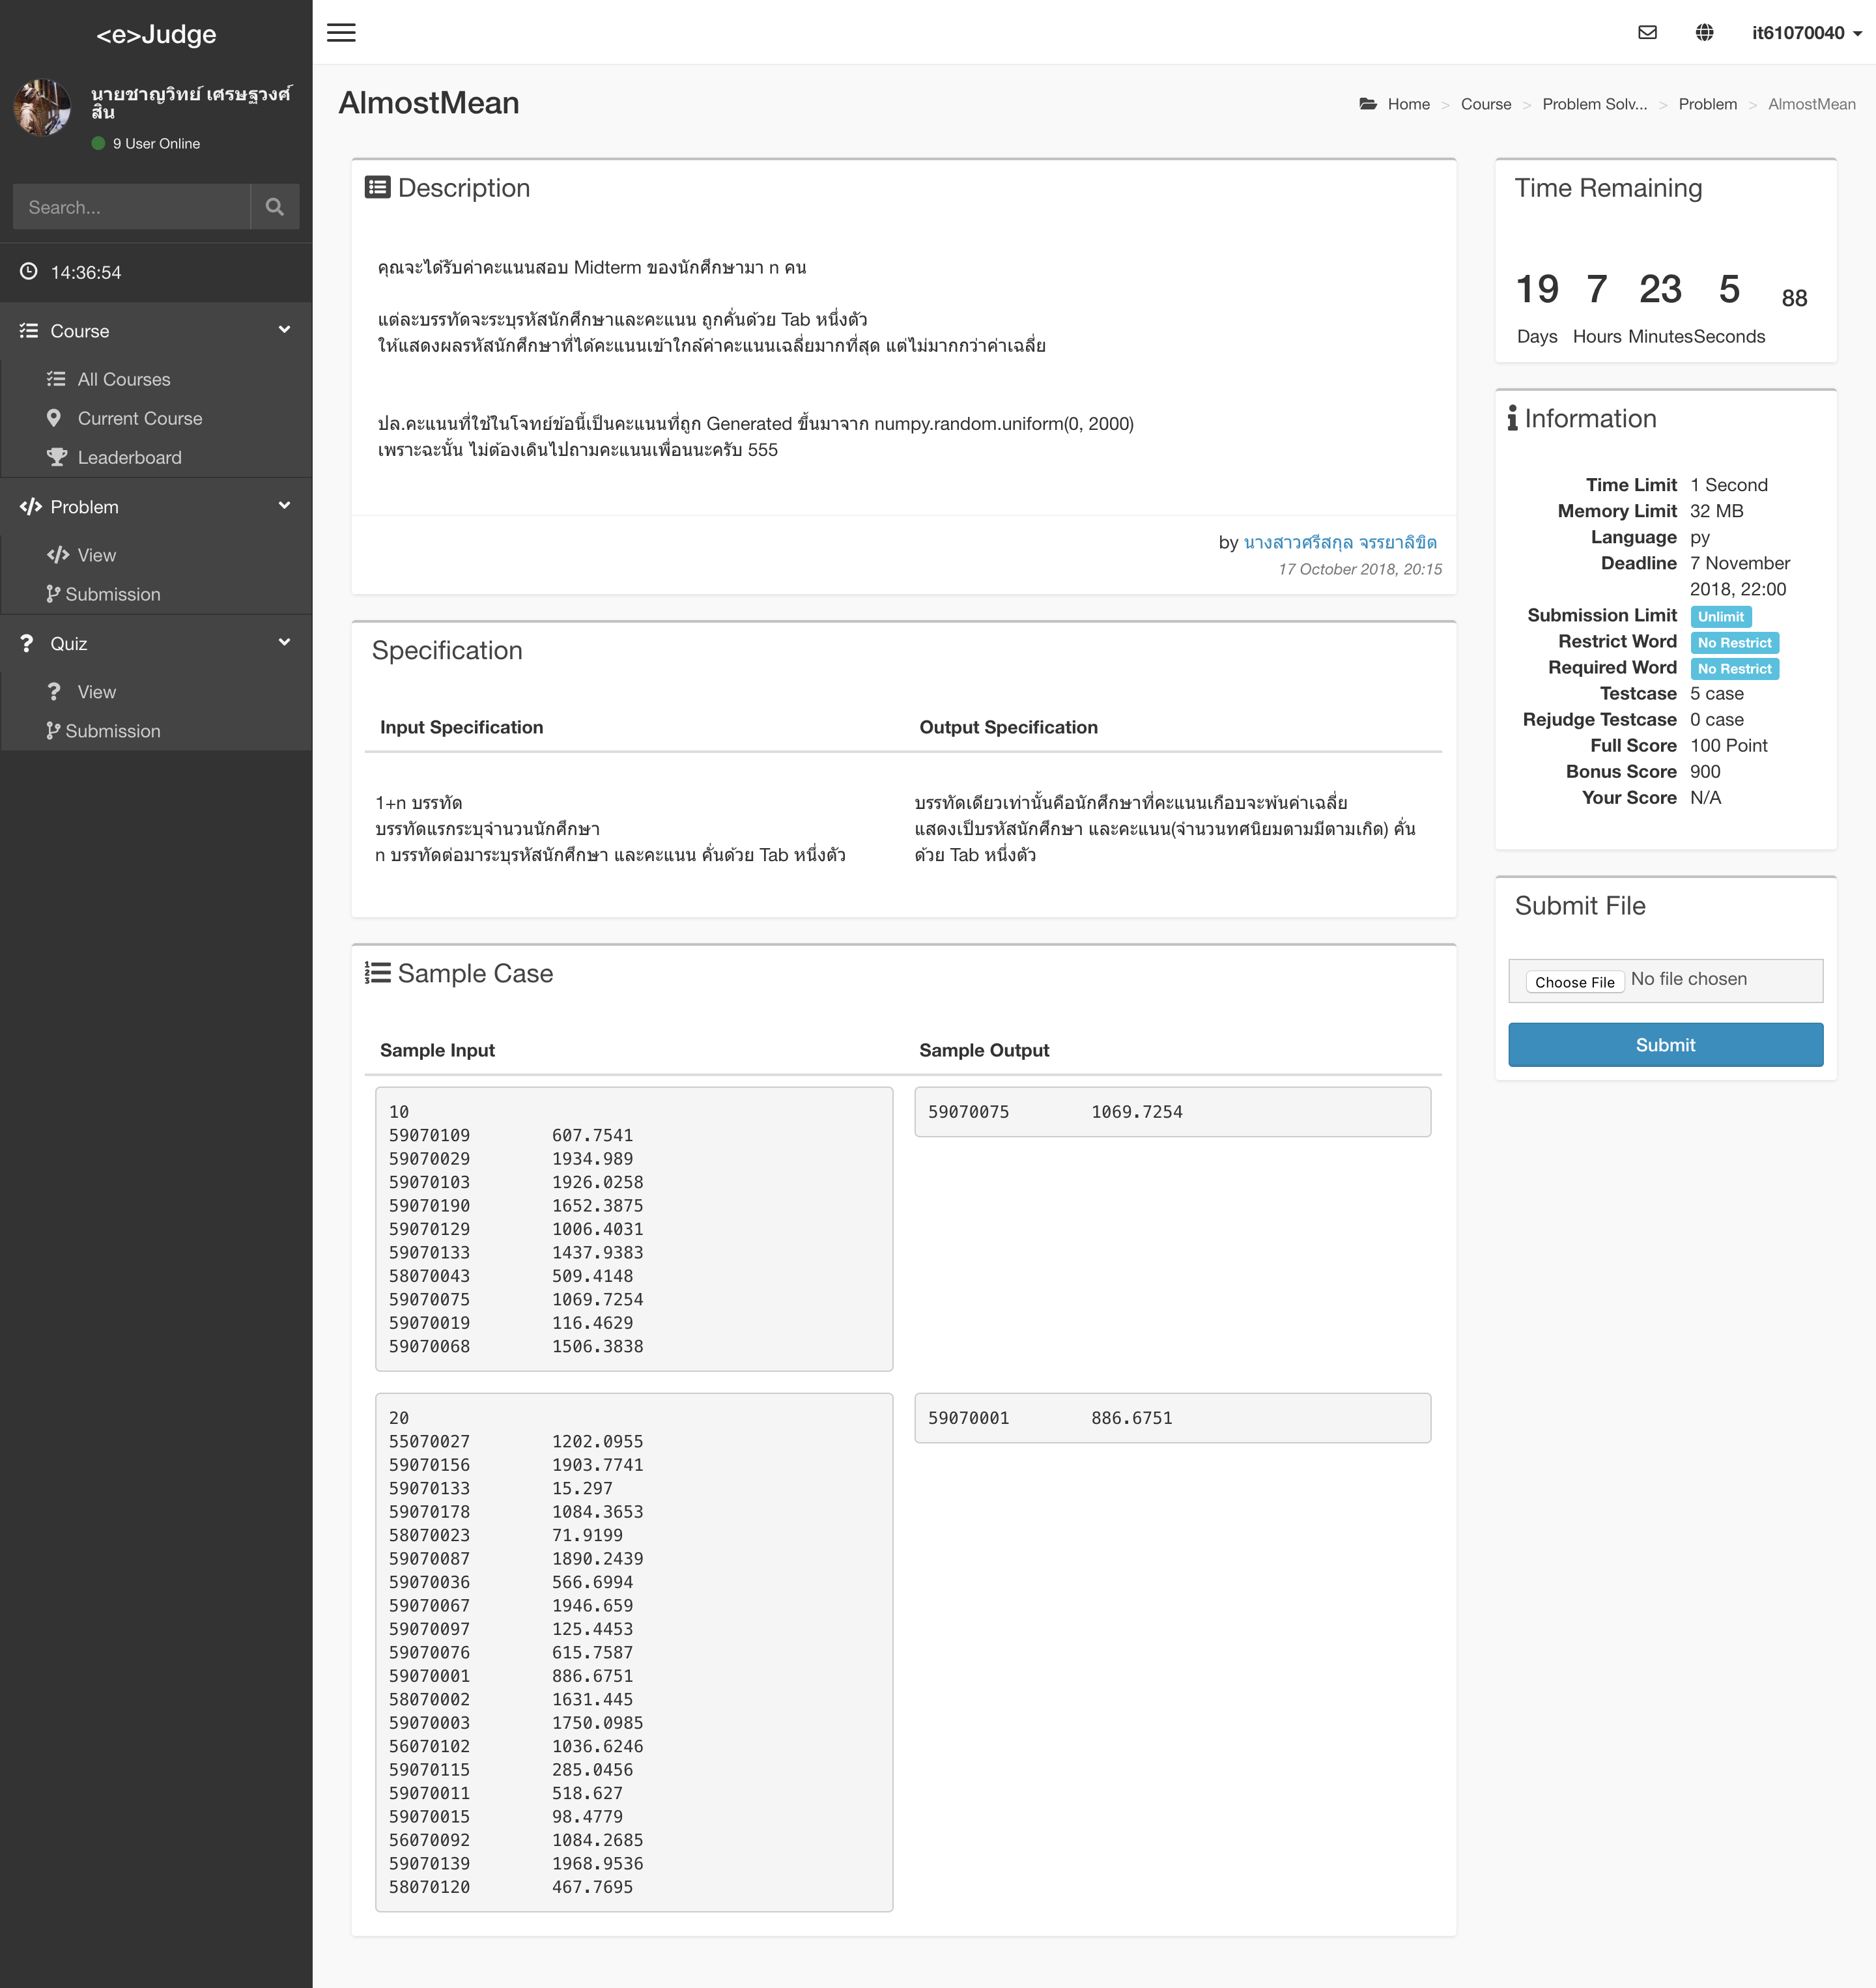 <e>Judge
นายชาญวิทย์ เศรษฐวงศ์
สิน
9 User Online
Search...
14:36:54
Course
All Courses
Current Course
Leaderboard
Problem
View
Submission
Quiz
View
Submission
it61070040
AlmostMean
Home > Course > Problem Solv... > Problem > AlmostMean
Description
คุณจะได้รับค่าคะแนนสอบ Midterm ของนักศึกษามา n คน
แต่ละบรรทัดจะระบุรหัสนักศึกษาและคะแนน ถูกคั่นด้วย Tab หนึ่งตัว
ให้แสดงผลรหัสนักศึกษาที่ได้คะแนนเข้าใกล้ค่าคะแนนเฉลี่ยมากที่สุด แต่ไม่มากกว่าค่าเฉลี่ย
ปล.คะแนนที่ใช้ในโจทย์ข้อนี้เป็นคะแนนที่ถูก Generated ขึ้นมาจาก numpy.random.uniform(0, 2000)
เพราะฉะนั้น ไม่ต้องเดินไปถามคะแนนเพื่อนนะครับ 555
by นางสาวศรีสกุล จรรยาลิขิต
17 October 2018, 20:15
Specification
Input Specification
Output Specification
1+n บรรทัด
บรรทัดแรกระบุจำนวนนักศึกษา
n บรรทัดต่อมาระบุรหัสนักศึกษา และคะแนน คั่นด้วย Tab หนึ่งตัว
บรรทัดเดียวเท่านั้นคือนักศึกษาที่คะแนนเกือบจะพ้นค่าเฉลี่ย
แสดงเป็บรหัสนักศึกษา และคะแนน(จำนวนทศนิยมตามมีตามเกิด) คั่น
ด้วย Tab หนึ่งตัว
Sample Case
Sample Input
Sample Output
10
59070109 607.7541
59070029 1934.989
59070103 1926.0258
59070190 1652.3875
59070129 1006.4031
59070133 1437.9383
58070043 509.4148
59070075 1069.7254
59070019 116.4629
59070068 1506.3838
59070075 1069.7254
20
55070027 1202.0955
59070156 1903.7741
59070133 15.297
59070178 1084.3653
58070023 71.9199
59070087 1890.2439
59070036 566.6994
59070067 1946.659
59070097 125.4453
59070076 615.7587
59070001 886.6751
58070002 1631.445
59070003 1750.0985
56070102 1036.6246
59070115 285.0456
59070011 518.627
59070015 98.4779
56070092 1084.2685
59070139 1968.9536
58070120 467.7695
59070001 886.6751
Time Remaining
19 7 23 5 88
Days Hours Minutes Seconds
Information
Time Limit 1 Second
Memory Limit 32 MB
Language py
Deadline 7 November
2018, 22:00
Submission Limit Unlimit
Restrict Word No Restrict
Required Word No Restrict
Testcase 5 case
Rejudge Testcase 0 case
Full Score 100 Point
Bonus Score 900
Your Score N/A
Submit File
Choose File No file chosen
Submit